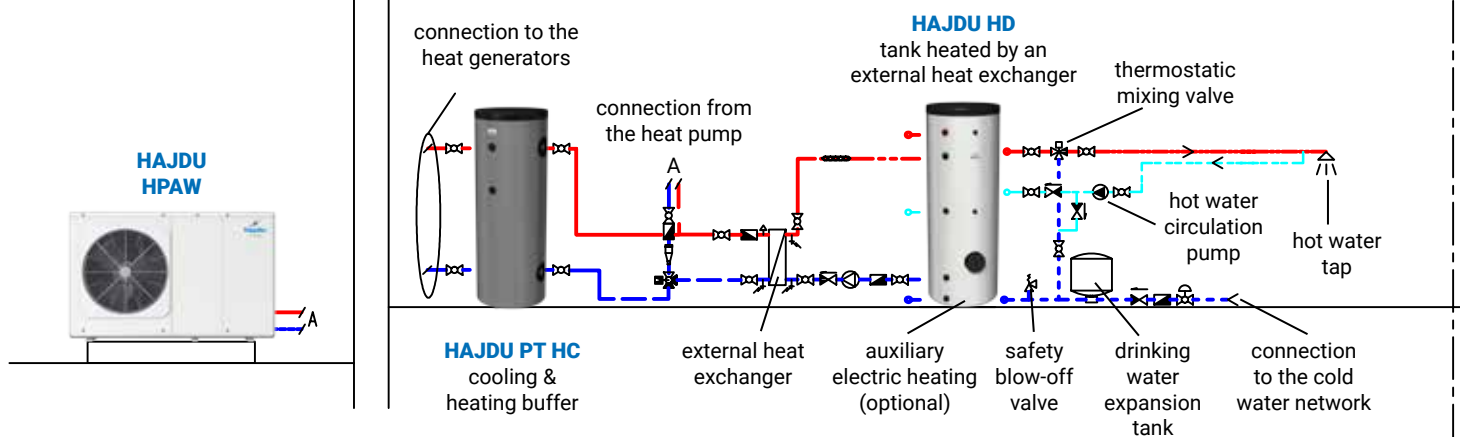 HAJDU
HPAW
A
connection to the
heat generators
HAJDU PT HC
cooling &
heating buffer
connection from
the heat pump
A
external heat
exchanger
HAJDU HD
tank heated by an
external heat exchanger
auxiliary
electric heating
(optional)
thermostatic
mixing valve
hot water
circulation
pump
hot water
tap
safety
blow-off
valve
drinking
water
expansion
tank
connection
to the cold
water network